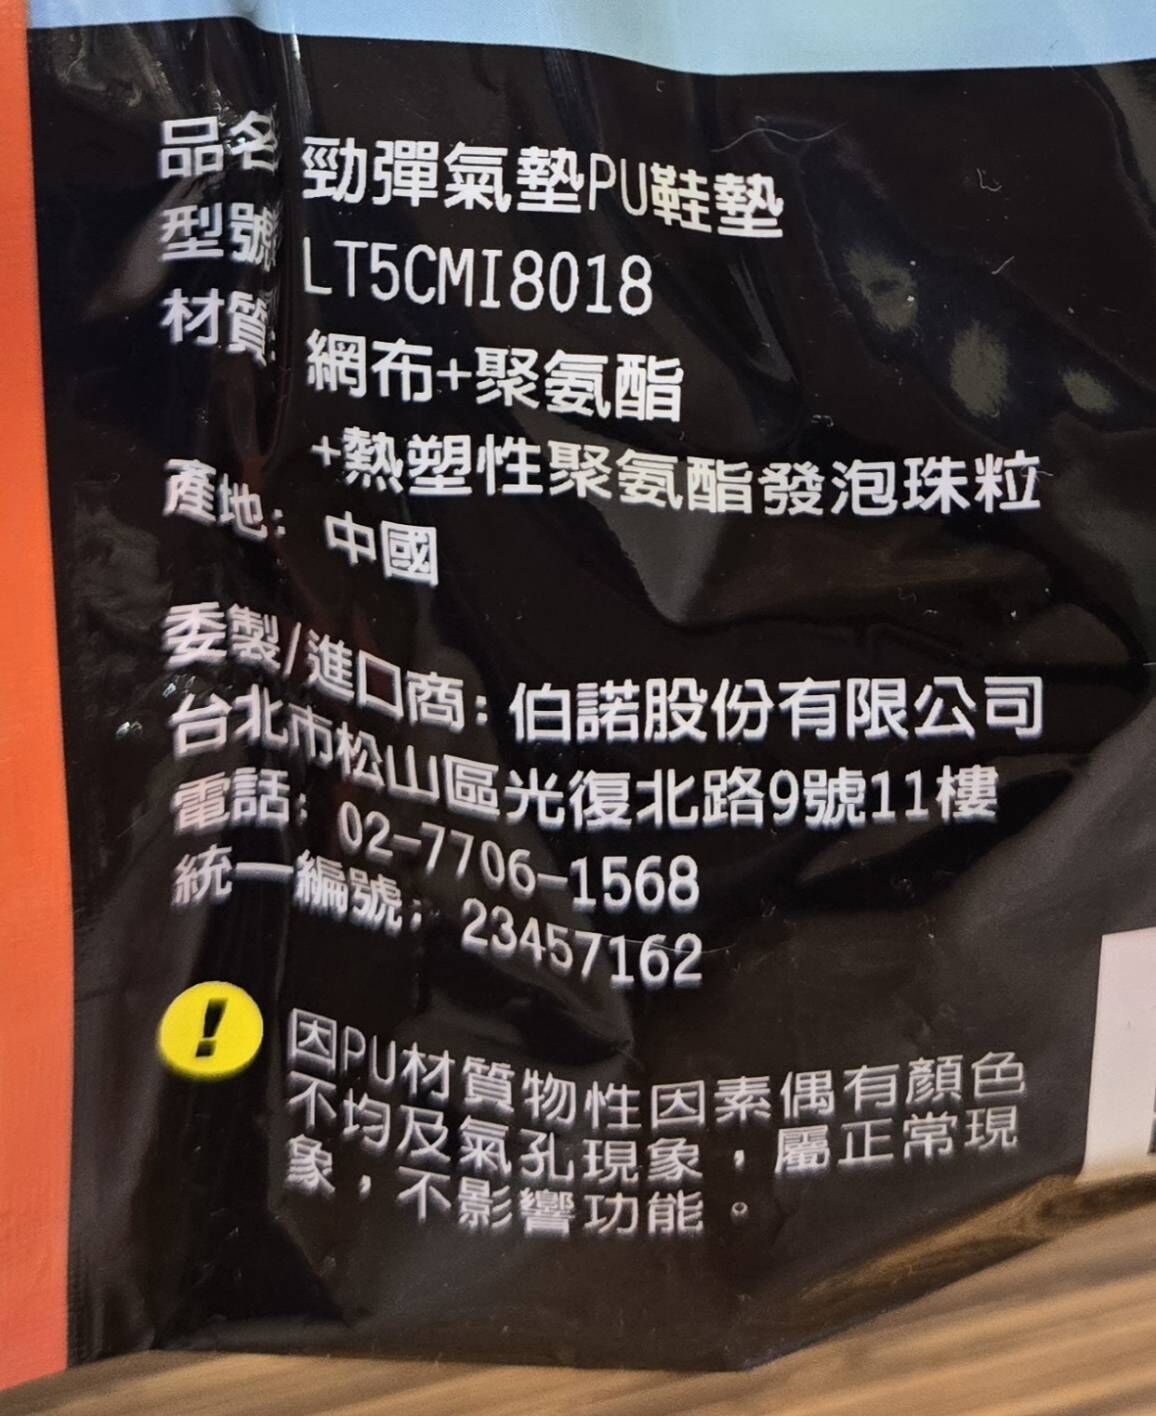 品名 勁彈氣墊PU鞋墊
型號 LT5CMI8018
材質: 網布+聚氨酯
+熱塑性聚氨酯發泡珠粒
產地: 中國
委製/進口商: 伯諾股份有限公司
台北市松山區光復北路9號11樓
電話: 02-7706-1568
統一編號: 23457162
! 因PU材質物性因素偶有顏色
不均及氣孔現象，屬正常現
象，不影響功能。